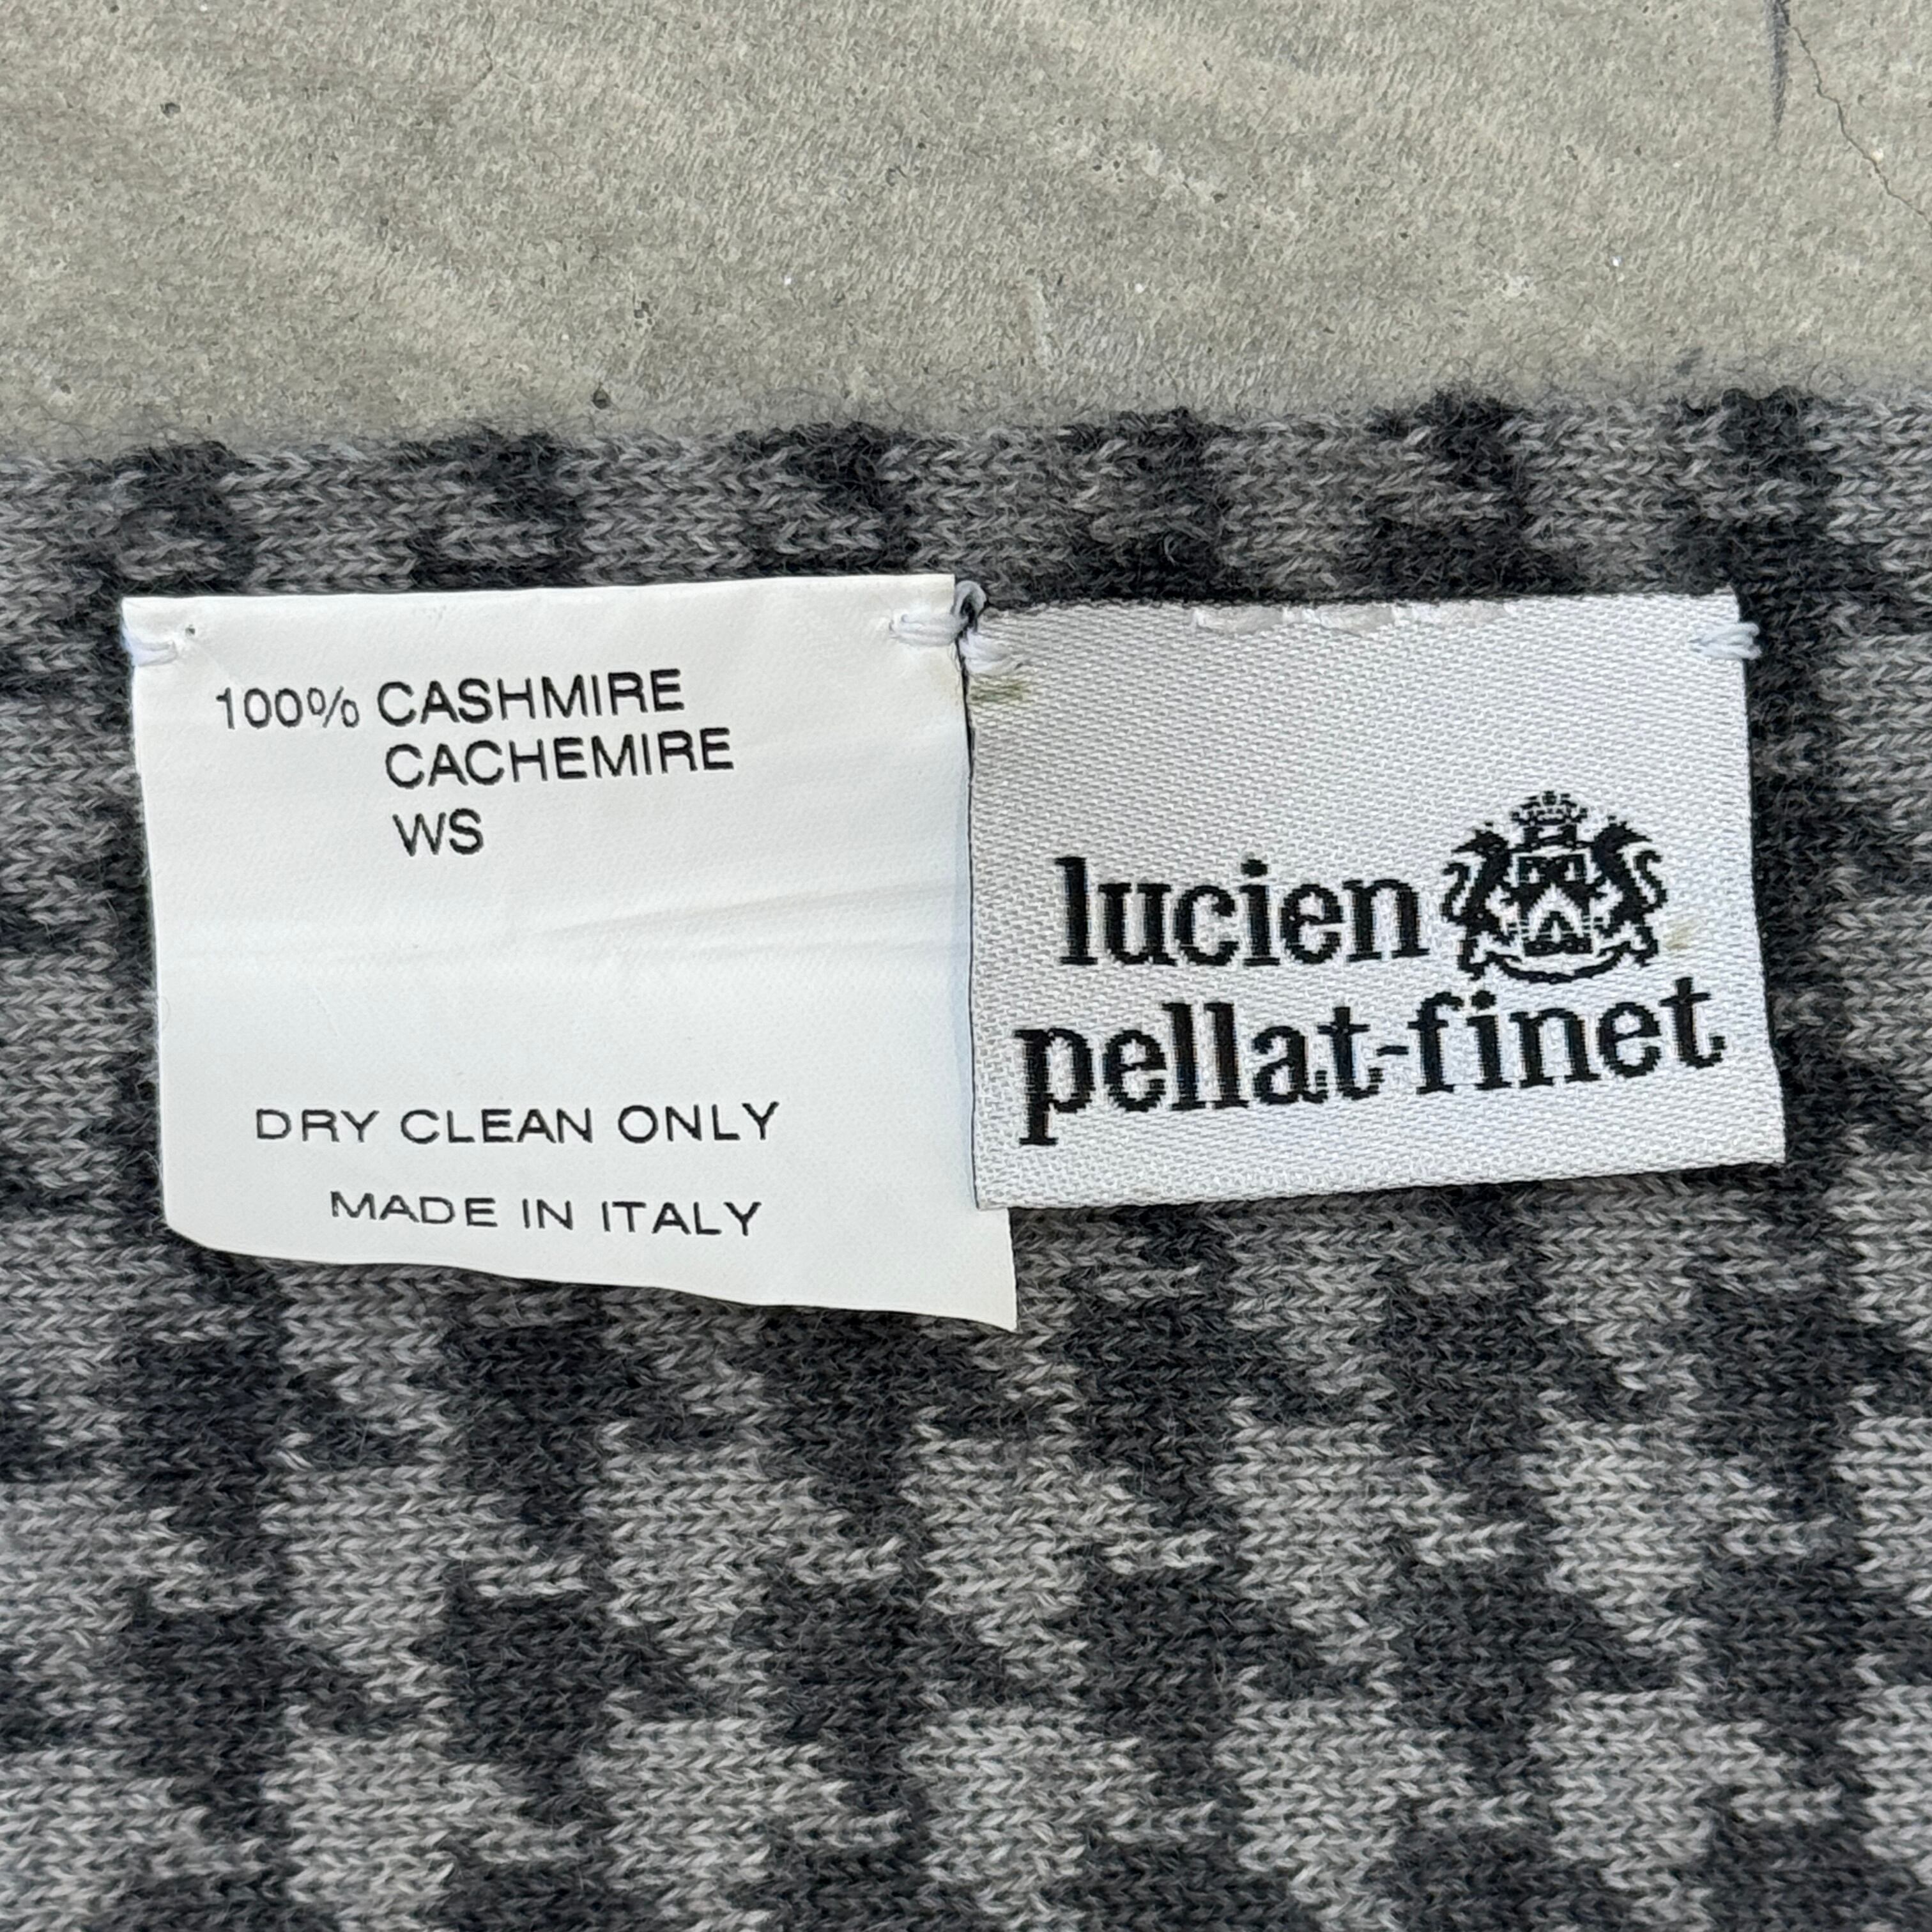 100% CASHMIRE
CACHEMIRE
WS
DRY CLEAN ONLY
MADE IN ITALY
lucien
pellat-finet